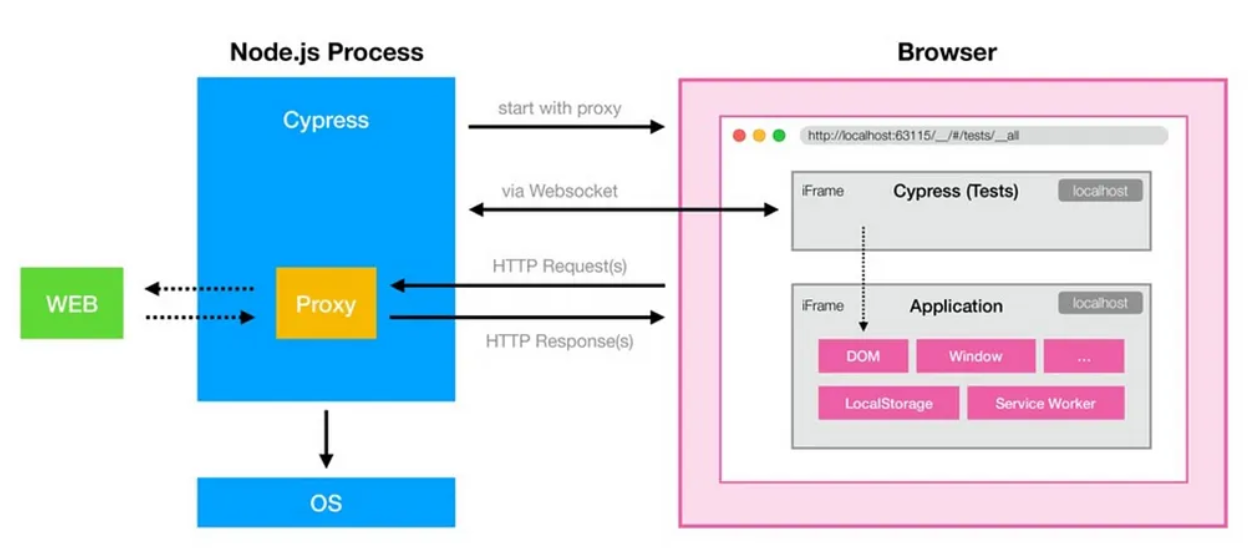 Node.js Process
Browser
Cypress
start with proxy
http://localhost:63115/__/#/tests/__all
via Websocket
iFrame
Cypress (Tests)
localhost
HTTP Request(s)
WEB
Proxy
HTTP Response(s)
iFrame
Application
localhost
DOM
Window
...
LocalStorage
Service Worker
OS